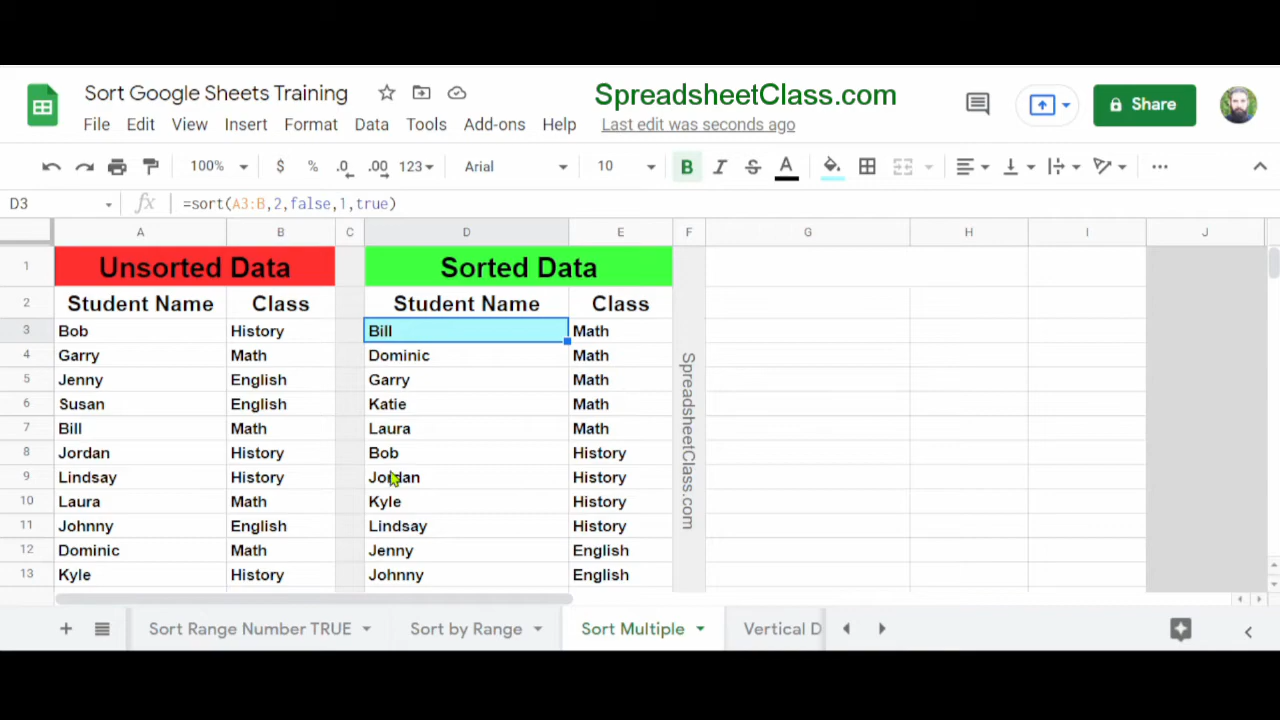 Sort Google Sheets Training
SpreadsheetClass.com
Share
File Edit View Insert Format Data Tools Add-ons Help Last edit was seconds ago
100% $ % .0 .00 123 Arial 10 B I S A
D3 fx =sort(A3:B,2,false,1,true)
A B C D E F G H I J
1 Unsorted Data Sorted Data
2 Student Name Class Student Name Class
3 Bob History Bill Math
4 Garry Math Dominic Math
5 Jenny English Garry Math
6 Susan English Katie Math
7 Bill Math Laura Math
8 Jordan History Bob History
9 Lindsay History Jordan History
10 Laura Math Kyle History
11 Johnny English Lindsay History
12 Dominic Math Jenny English
13 Kyle History Johnny English
SpreadsheetClass.com
Sort Range Number TRUE Sort by Range Sort Multiple Vertical D